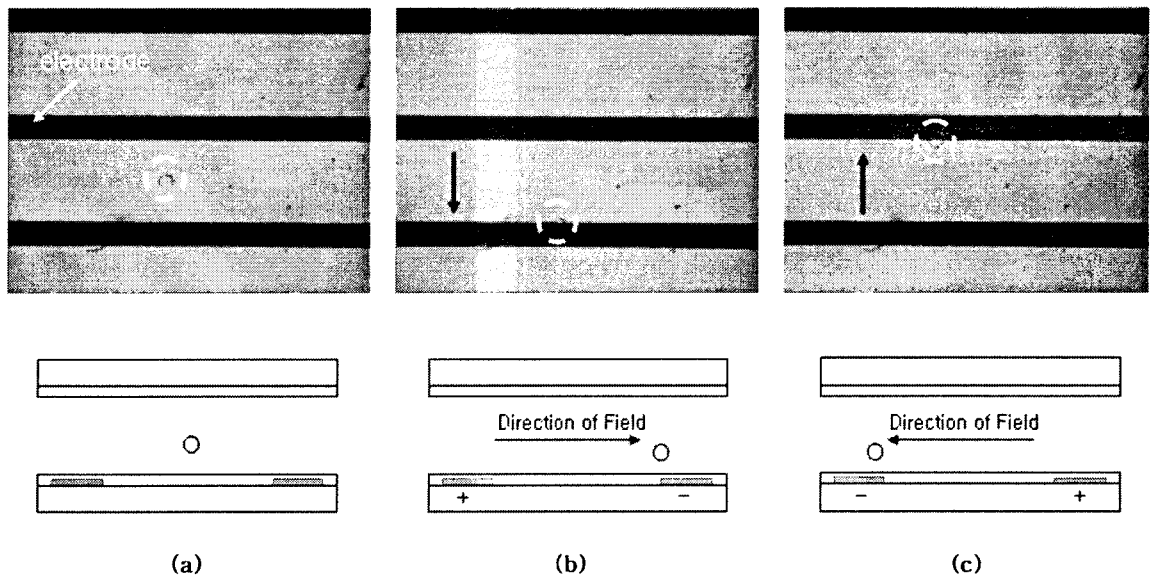 electrode
Direction of Field
Direction of Field
+ −
− +
(a) (b) (c)